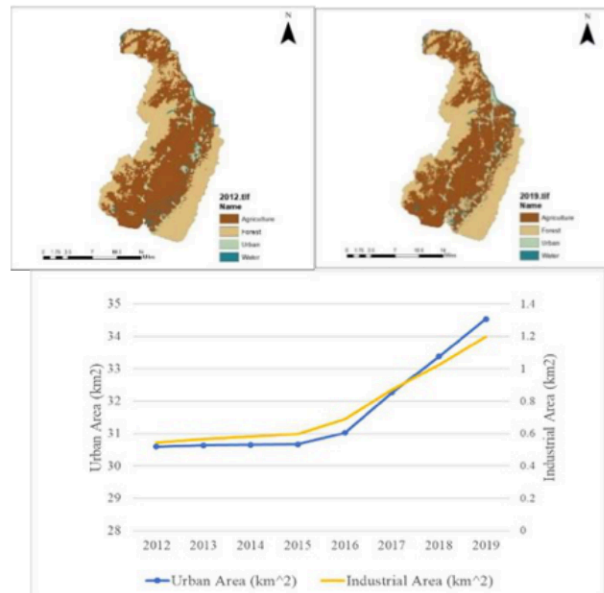 N
N
2012.tif
Name
Agriculture
Forest
Urban
Water
Miles
2019.tif
Name
Agriculture
Forest
Urban
Water
Miles
35
34
33
32
31
30
29
28
Urban Area (km2)
1.4
1.2
1
0.8
0.6
0.4
0.2
0
Industrial Area (km2)
2012 2013 2014 2015 2016 2017 2018 2019
Urban Area (km^2) Industrial Area (km^2)